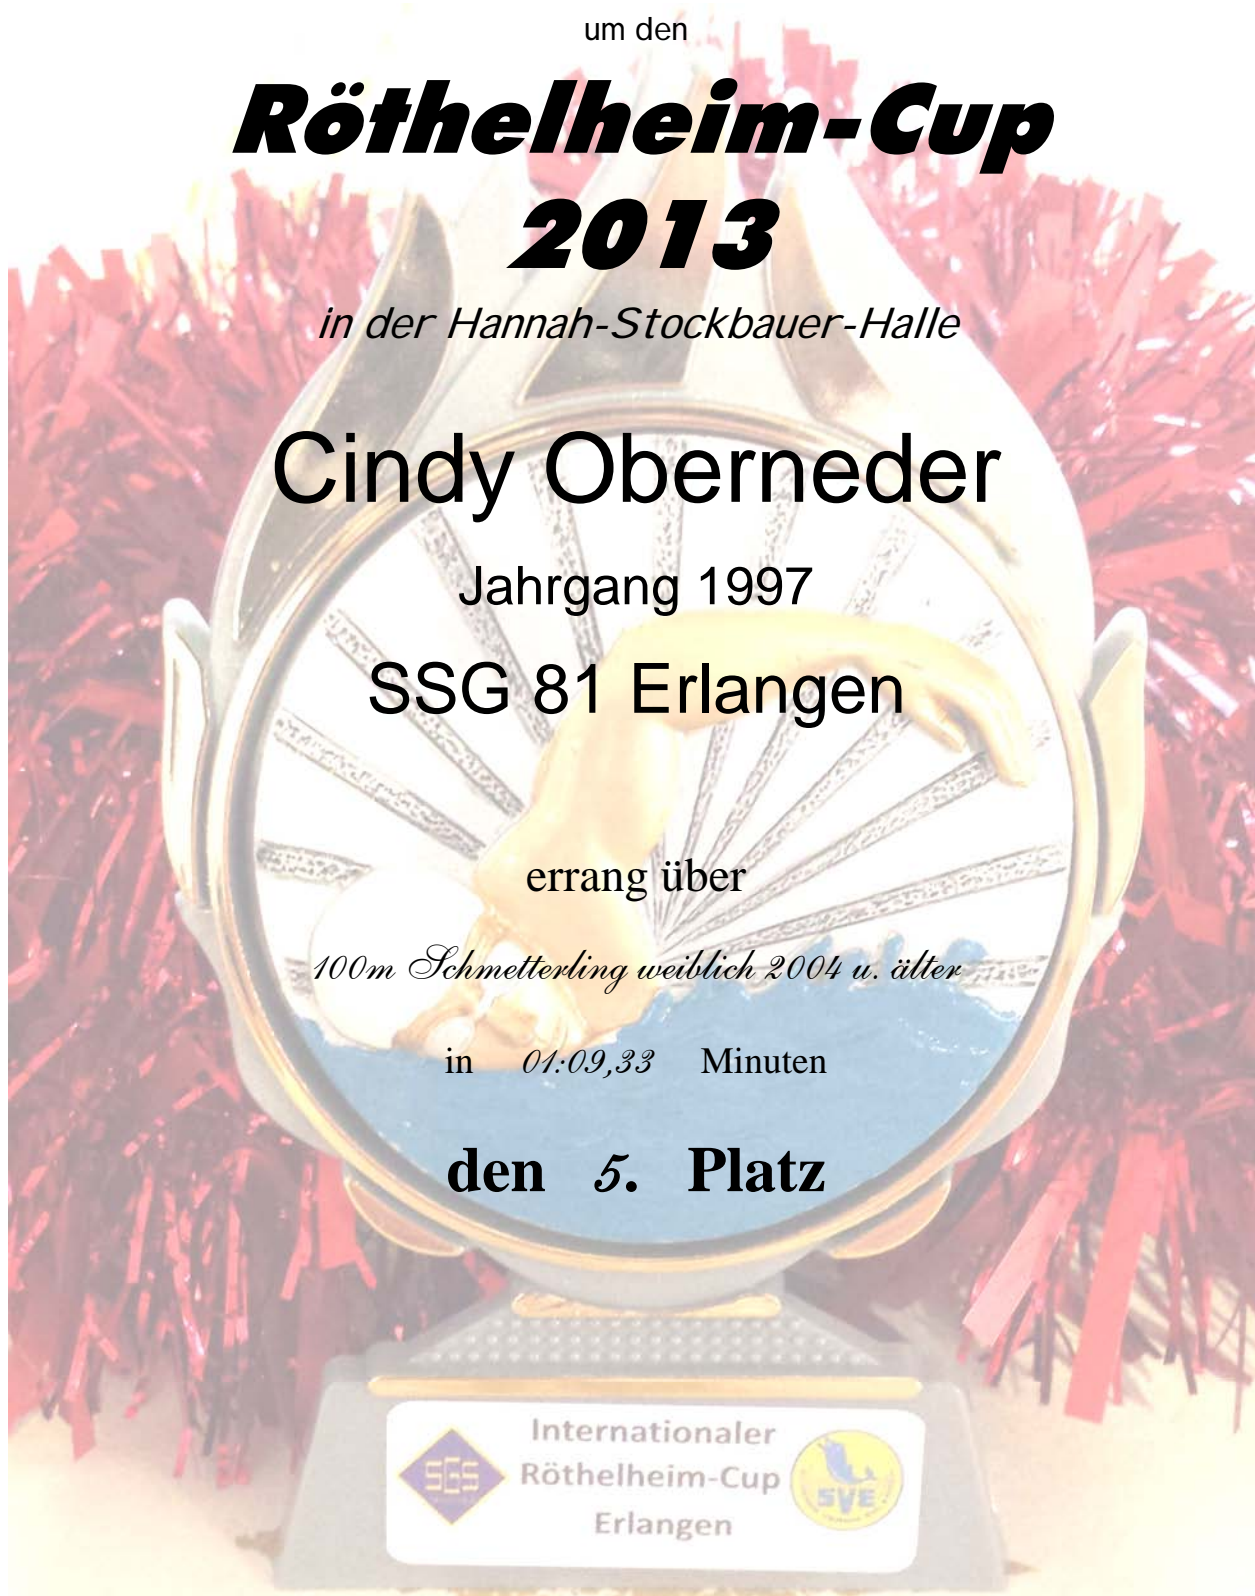 um den
Röthelheim-Cup
2013
in der Hannah-Stockbauer-Halle
Cindy Oberneder
Jahrgang 1997
SSG 81 Erlangen
errang über
100m Schmetterling weiblich 2004 u. älter
in 01:09,33 Minuten
den 5. Platz
Internationaler
SGS Röthelheim-Cup SVE
Erlangen